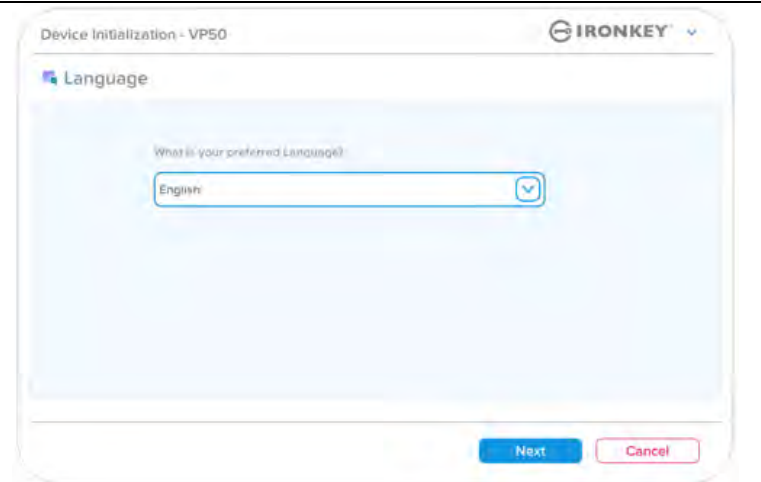 Device Initialization - VP50
IRONKEY
Language
What is your preferred Language?
English
Next
Cancel